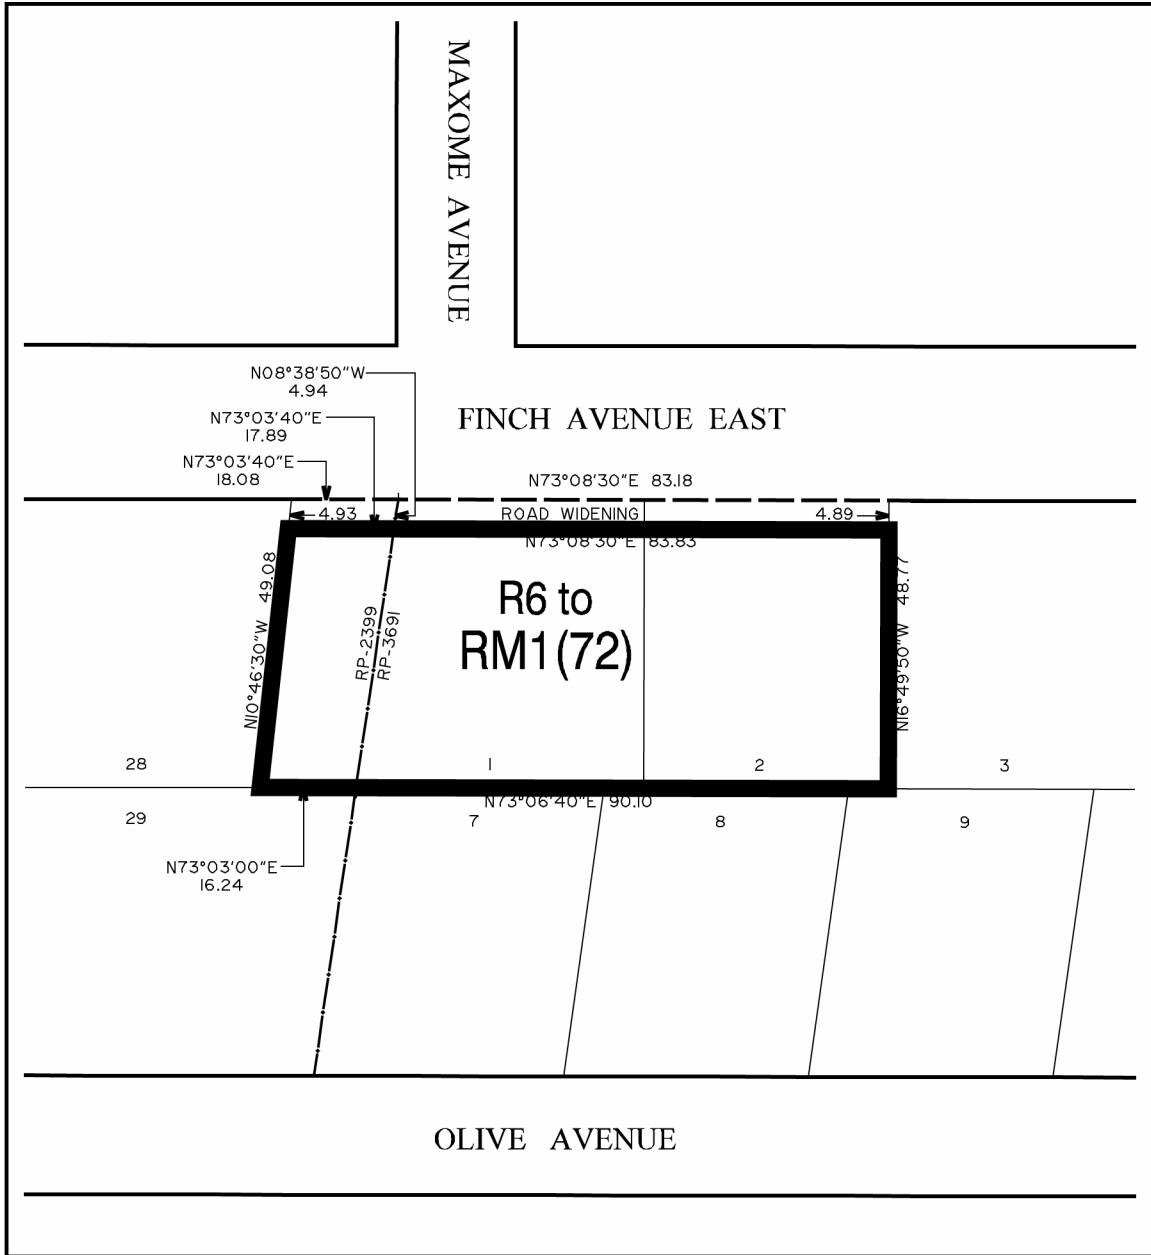 MAXOME AVENUE
N08°38'50"W
4.94
N73°03'40"E
17.89
FINCH AVENUE EAST
N73°03'40"E
18.08
N73°08'30"E 83.18
4.93
ROAD WIDENING
4.89
N73°08'30"E 83.83
N10°46'30"W 49.08
RP-2399
RP-3691
R6 to
RM1(72)
N16°49'50"W 48.77
28
1
2
3
N73°06'40"E 90.10
29
7
8
9
N73°03'00"E
16.24
OLIVE AVENUE